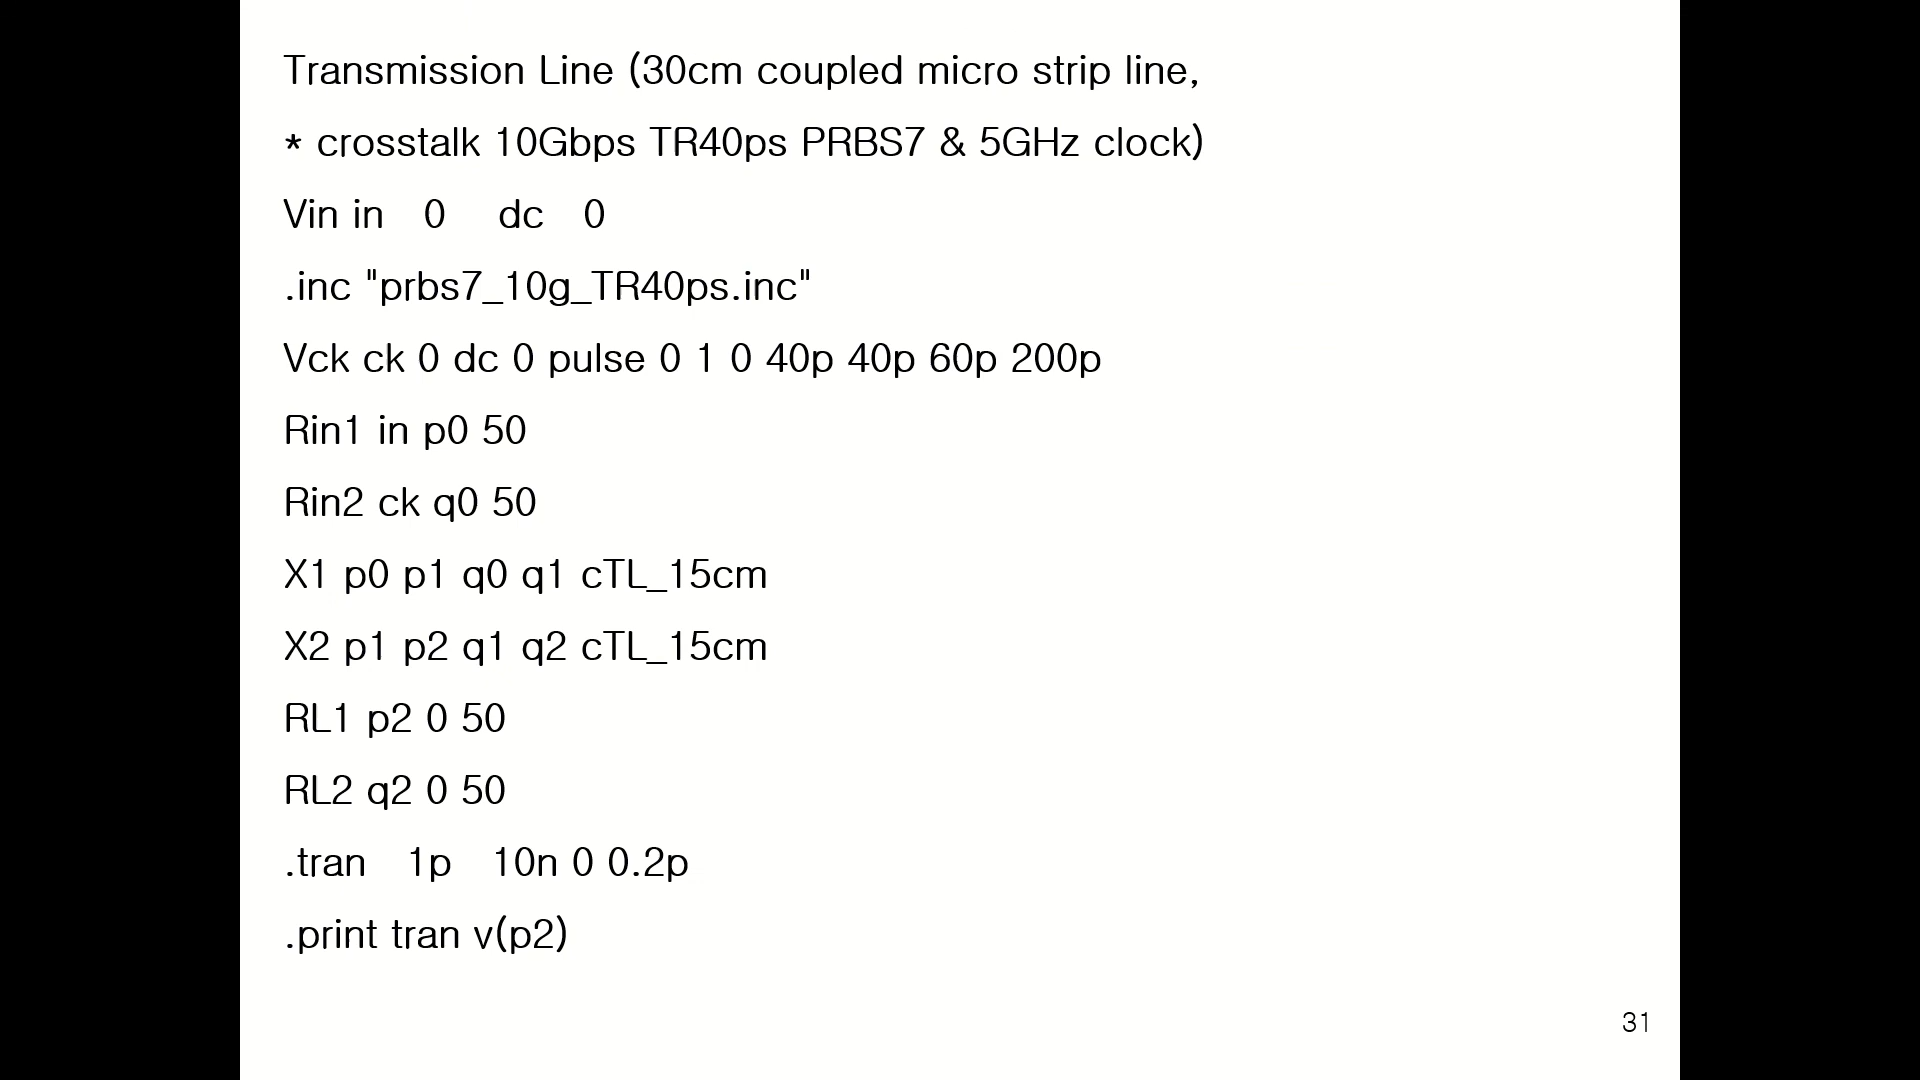 Transmission Line (30cm coupled micro strip line,
* crosstalk 10Gbps TR40ps PRBS7 & 5GHz clock)
Vin in 0 dc 0
.inc "prbs7_10g_TR40ps.inc"
Vck ck 0 dc 0 pulse 0 1 0 40p 40p 60p 200p
Rin1 in p0 50
Rin2 ck q0 50
X1 p0 p1 q0 q1 cTL_15cm
X2 p1 p2 q1 q2 cTL_15cm
RL1 p2 0 50
RL2 q2 0 50
.tran 1p 10n 0 0.2p
.print tran v(p2)
31